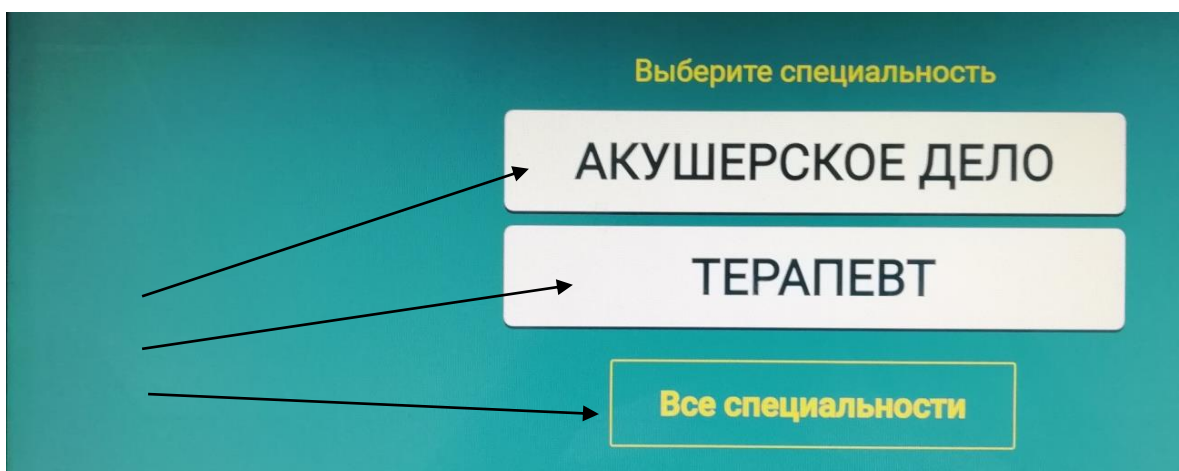 Выберите специальность
АКУШЕРСКОЕ ДЕЛО
ТЕРАПЕВТ
Все специальности